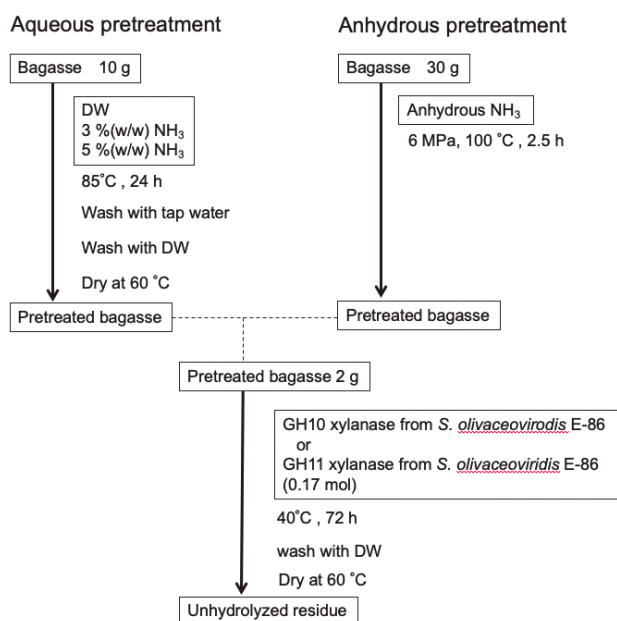 Aqueous pretreatment
Bagasse 10 g
DW
3 %(w/w) NH₃
5 %(w/w) NH₃
85˚C , 24 h
Wash with tap water
Wash with DW
Dry at 60 ˚C
Pretreated bagasse
Anhydrous pretreatment
Bagasse 30 g
Anhydrous NH₃
6 MPa, 100 ˚C , 2.5 h
Pretreated bagasse
Pretreated bagasse 2 g
GH10 xylanase from S. olivaceovirodis E-86
or
GH11 xylanase from S. olivaceoviridis E-86
(0.17 mol)
40˚C , 72 h
wash with DW
Dry at 60 ˚C
Unhydrolyzed residue